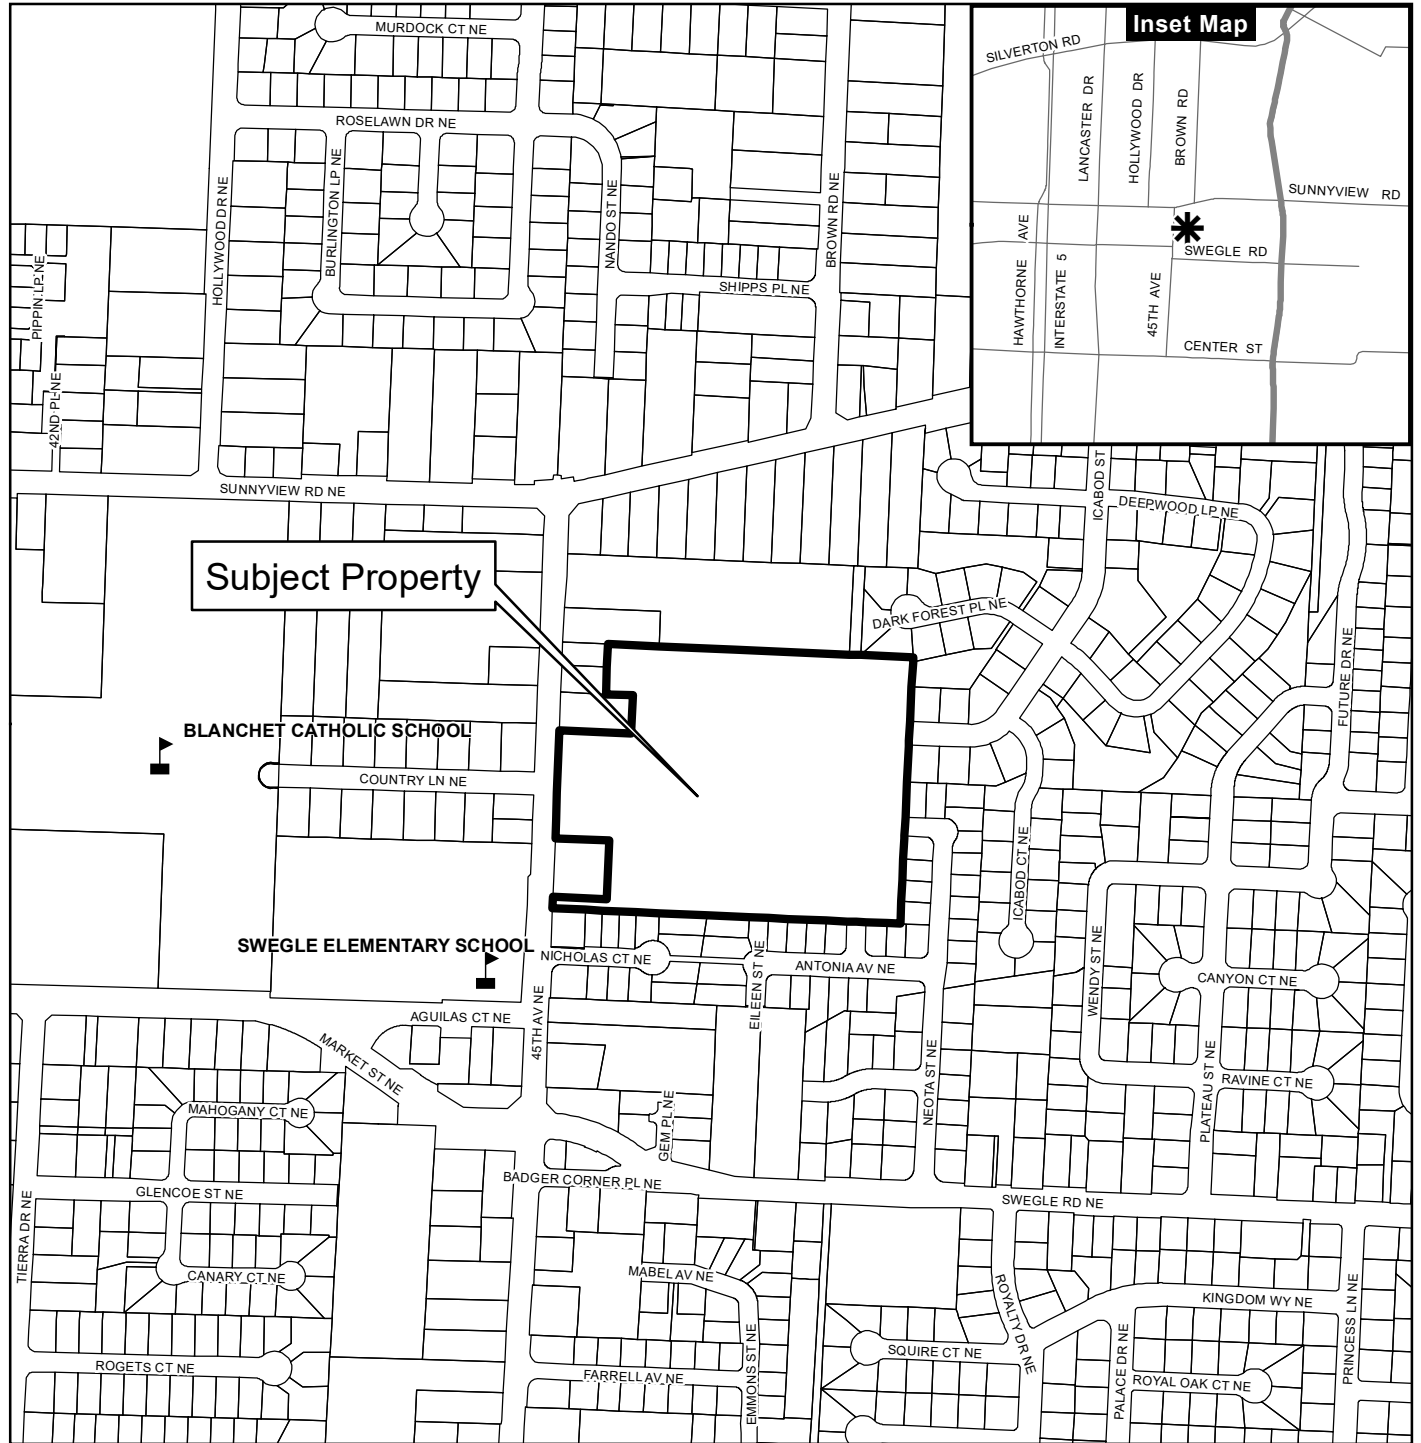 MURDOCK CT NE
Inset Map
SILVERTON RD
LANCASTER DR
HOLLYWOOD DR
BROWN RD
SUNNYVIEW RD
HAWTHORNE AVE
INTERSTATE 5
SWEGLE RD
45TH AVE
CENTER ST
ROSELAWN DR NE
HOLLYWOOD DR NE
BURLINGTON LP NE
NANDO ST NE
BROWN RD NE
PIPPIN LP NE
SHIPPS PL NE
42ND PL NE
SUNNYVIEW RD NE
ICABOD ST
DEEPWOOD LP NE
Subject Property
DARK FOREST PL NE
FUTURE DR NE
BLANCHET CATHOLIC SCHOOL
COUNTRY LN NE
ICABOD CT NE
SWEGLE ELEMENTARY SCHOOL
NICHOLAS CT NE
EILEEN ST NE
ANTONIA AV NE
WENDY ST NE
CANYON CT NE
AGUILAS CT NE
45TH AV NE
MARKET ST NE
NEOTA ST NE
PLATEAU ST NE
RAVINE CT NE
MAHOGANY CT NE
GEM PL NE
BADGER CORNER PL NE
GLENCOE ST NE
SWEGLE RD NE
TIERRA DR NE
CANARY CT NE
MABEL AV NE
ROYALTY DR NE
KINGDOM WY NE
PRINCESS LN NE
ROGETS CT NE
FARRELL AV NE
EMMONS ST NE
SQUIRE CT NE
PALACE DR NE
ROYAL OAK CT NE